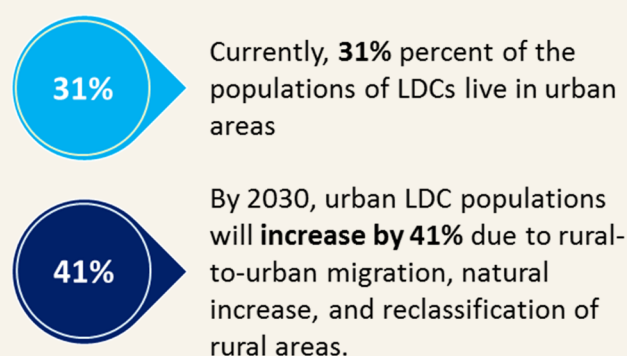 31%
Currently, 31% percent of the
populations of LDCs live in urban
areas
41%
By 2030, urban LDC populations
will increase by 41% due to rural-
to-urban migration, natural
increase, and reclassification of
rural areas.